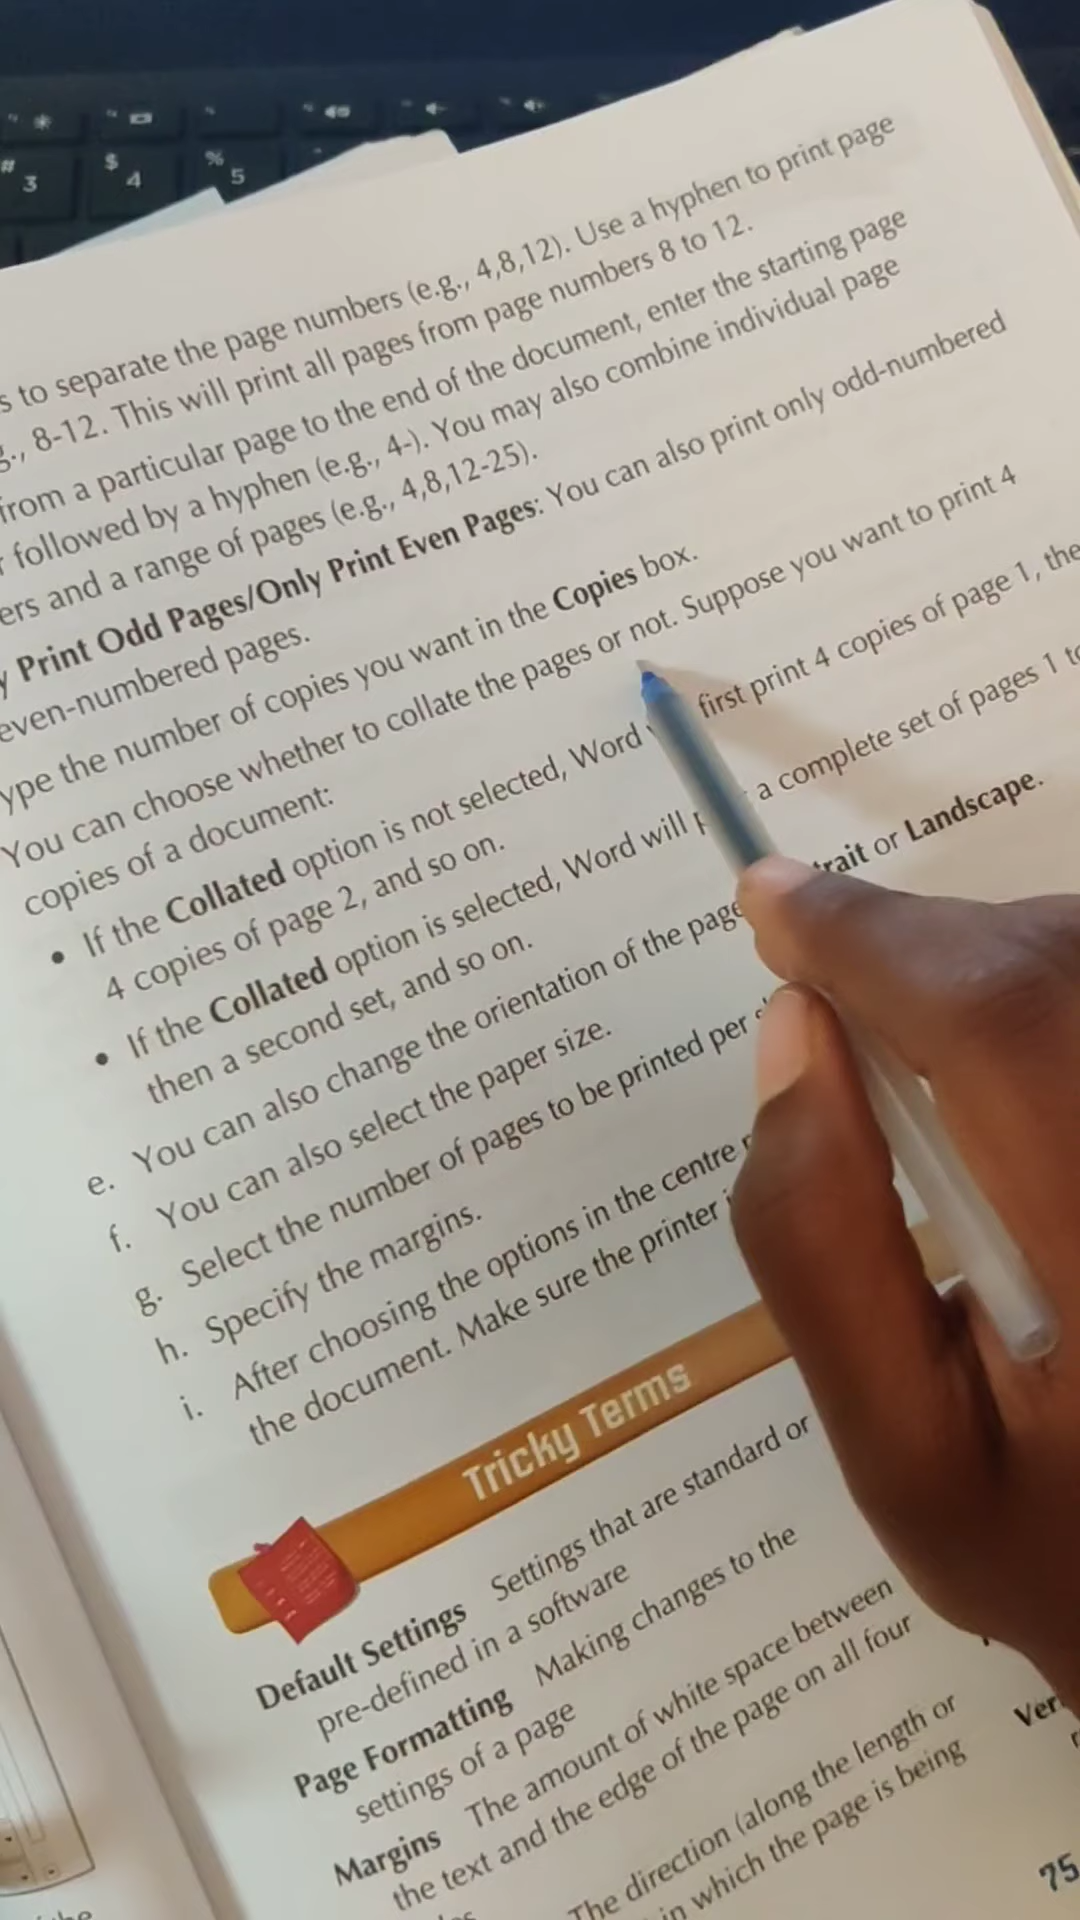 * 3 $ 4 % 5
s to separate the page numbers (e.g., 4,8,12). Use a hyphen to print page
g., 8-12. This will print all pages from page numbers 8 to 12.
from a particular page to the end of the document, enter the starting page
r followed by a hyphen (e.g., 4-). You may also combine individual page
ers and a range of pages (e.g., 4,8,12-25).
y Print Odd Pages/Only Print Even Pages: You can also print only odd-numbered
even-numbered pages.
ype the number of copies you want in the Copies box.
You can choose whether to collate the pages or not. Suppose you want to print 4
copies of a document:
• If the Collated option is not selected, Word first print 4 copies of page 1, the
4 copies of page 2, and so on.
• If the Collated option is selected, Word will p a complete set of pages 1 to
then a second set, and so on.
e. You can also change the orientation of the page trait or Landscape.
f. You can also select the paper size.
g. Select the number of pages to be printed per
h. Specify the margins.
i. After choosing the options in the centre
the document. Make sure the printer
Tricky Terms
Default Settings Settings that are standard or
pre-defined in a software
Page Formatting Making changes to the
settings of a page
Margins The amount of white space between
the text and the edge of the page on all four
The direction (along the length or
in which the page is being
Ver
75